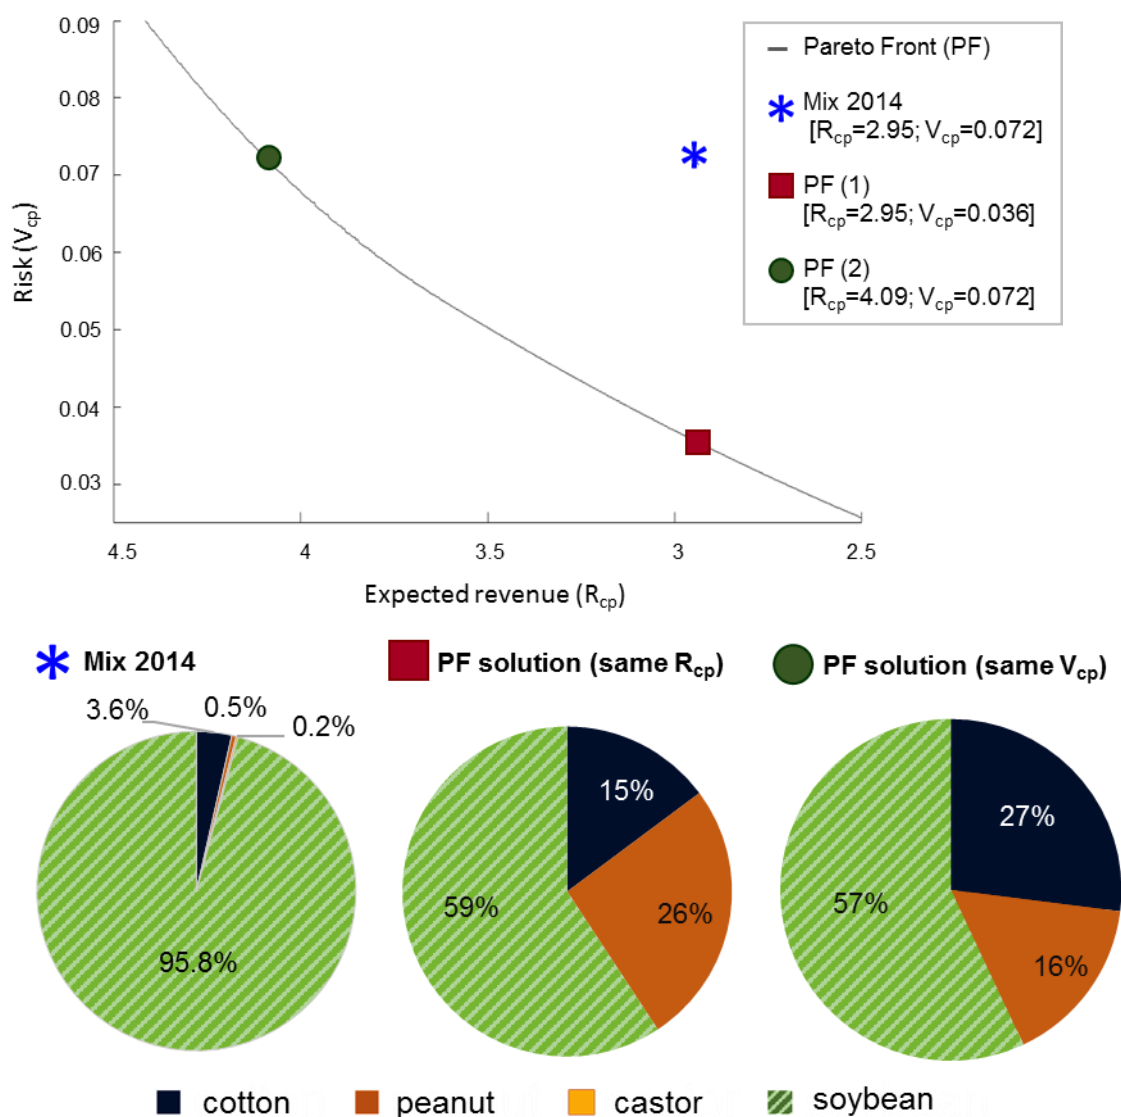 0.09
0.08
0.07
0.06
0.05
0.04
0.03
Risk (Vcp)
4.5 4 3.5 3 2.5
Expected revenue (Rcp)
Pareto Front (PF)
Mix 2014
[Rcp=2.95; Vcp=0.072]
PF (1)
[Rcp=2.95; Vcp=0.036]
PF (2)
[Rcp=4.09; Vcp=0.072]
Mix 2014
3.6% 0.5% 0.2%
95.8%
PF solution (same Rcp)
15%
26%
59%
PF solution (same Vcp)
27%
16%
57%
cotton peanut castor soybean